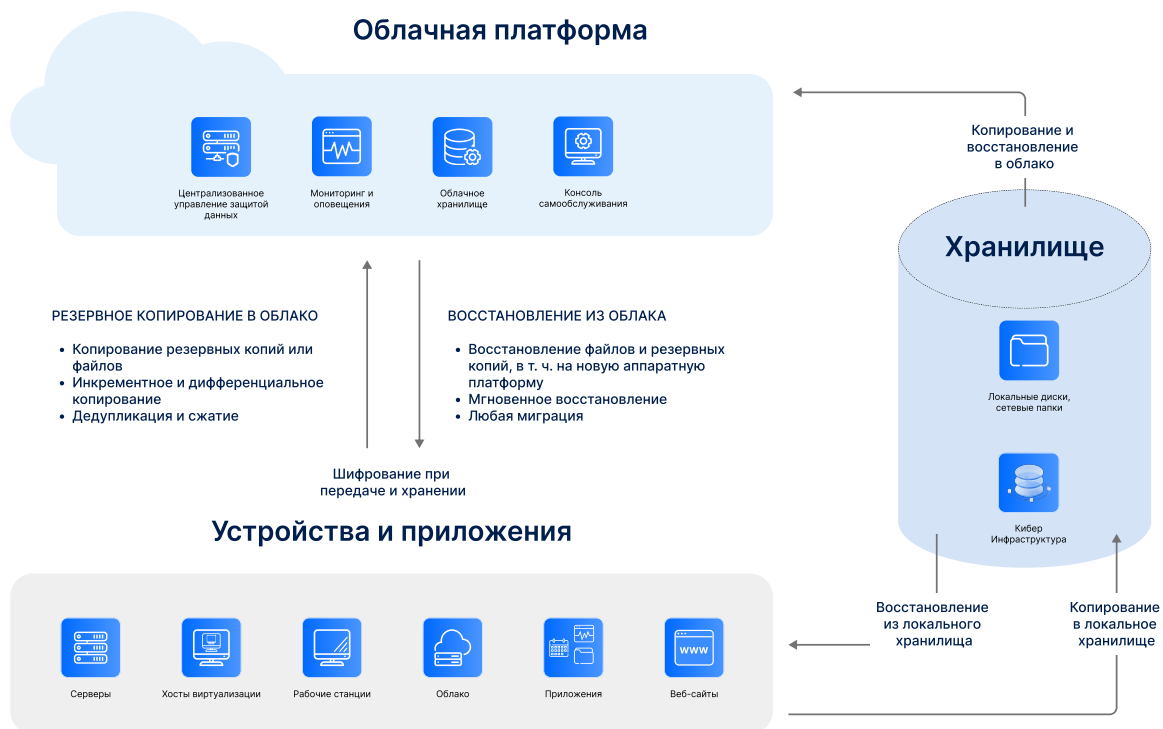 Облачная платформа
Централизованное
управление защитой
данных
Мониторинг и
оповещения
Облачное
хранилище
Консоль
самообслуживания
Копирование и
восстановление
в облако
Хранилище
Локальные диски,
сетевые папки
Кибер
Инфраструктура
РЕЗЕРВНОЕ КОПИРОВАНИЕ В ОБЛАКО
• Копирование резервных копий или
файлов
• Инкрементное и дифференциальное
копирование
• Дедупликация и сжатие
ВОССТАНОВЛЕНИЕ ИЗ ОБЛАКА
• Восстановление файлов и резервных
копий, в т. ч. на новую аппаратную
платформу
• Мгновенное восстановление
• Любая миграция
Шифрование при
передаче и хранении
Устройства и приложения
Серверы
Хосты виртуализации
Рабочие станции
Облако
Приложения
WWW
Веб-сайты
Восстановление
из локального
хранилища
Копирование
в локальное
хранилище